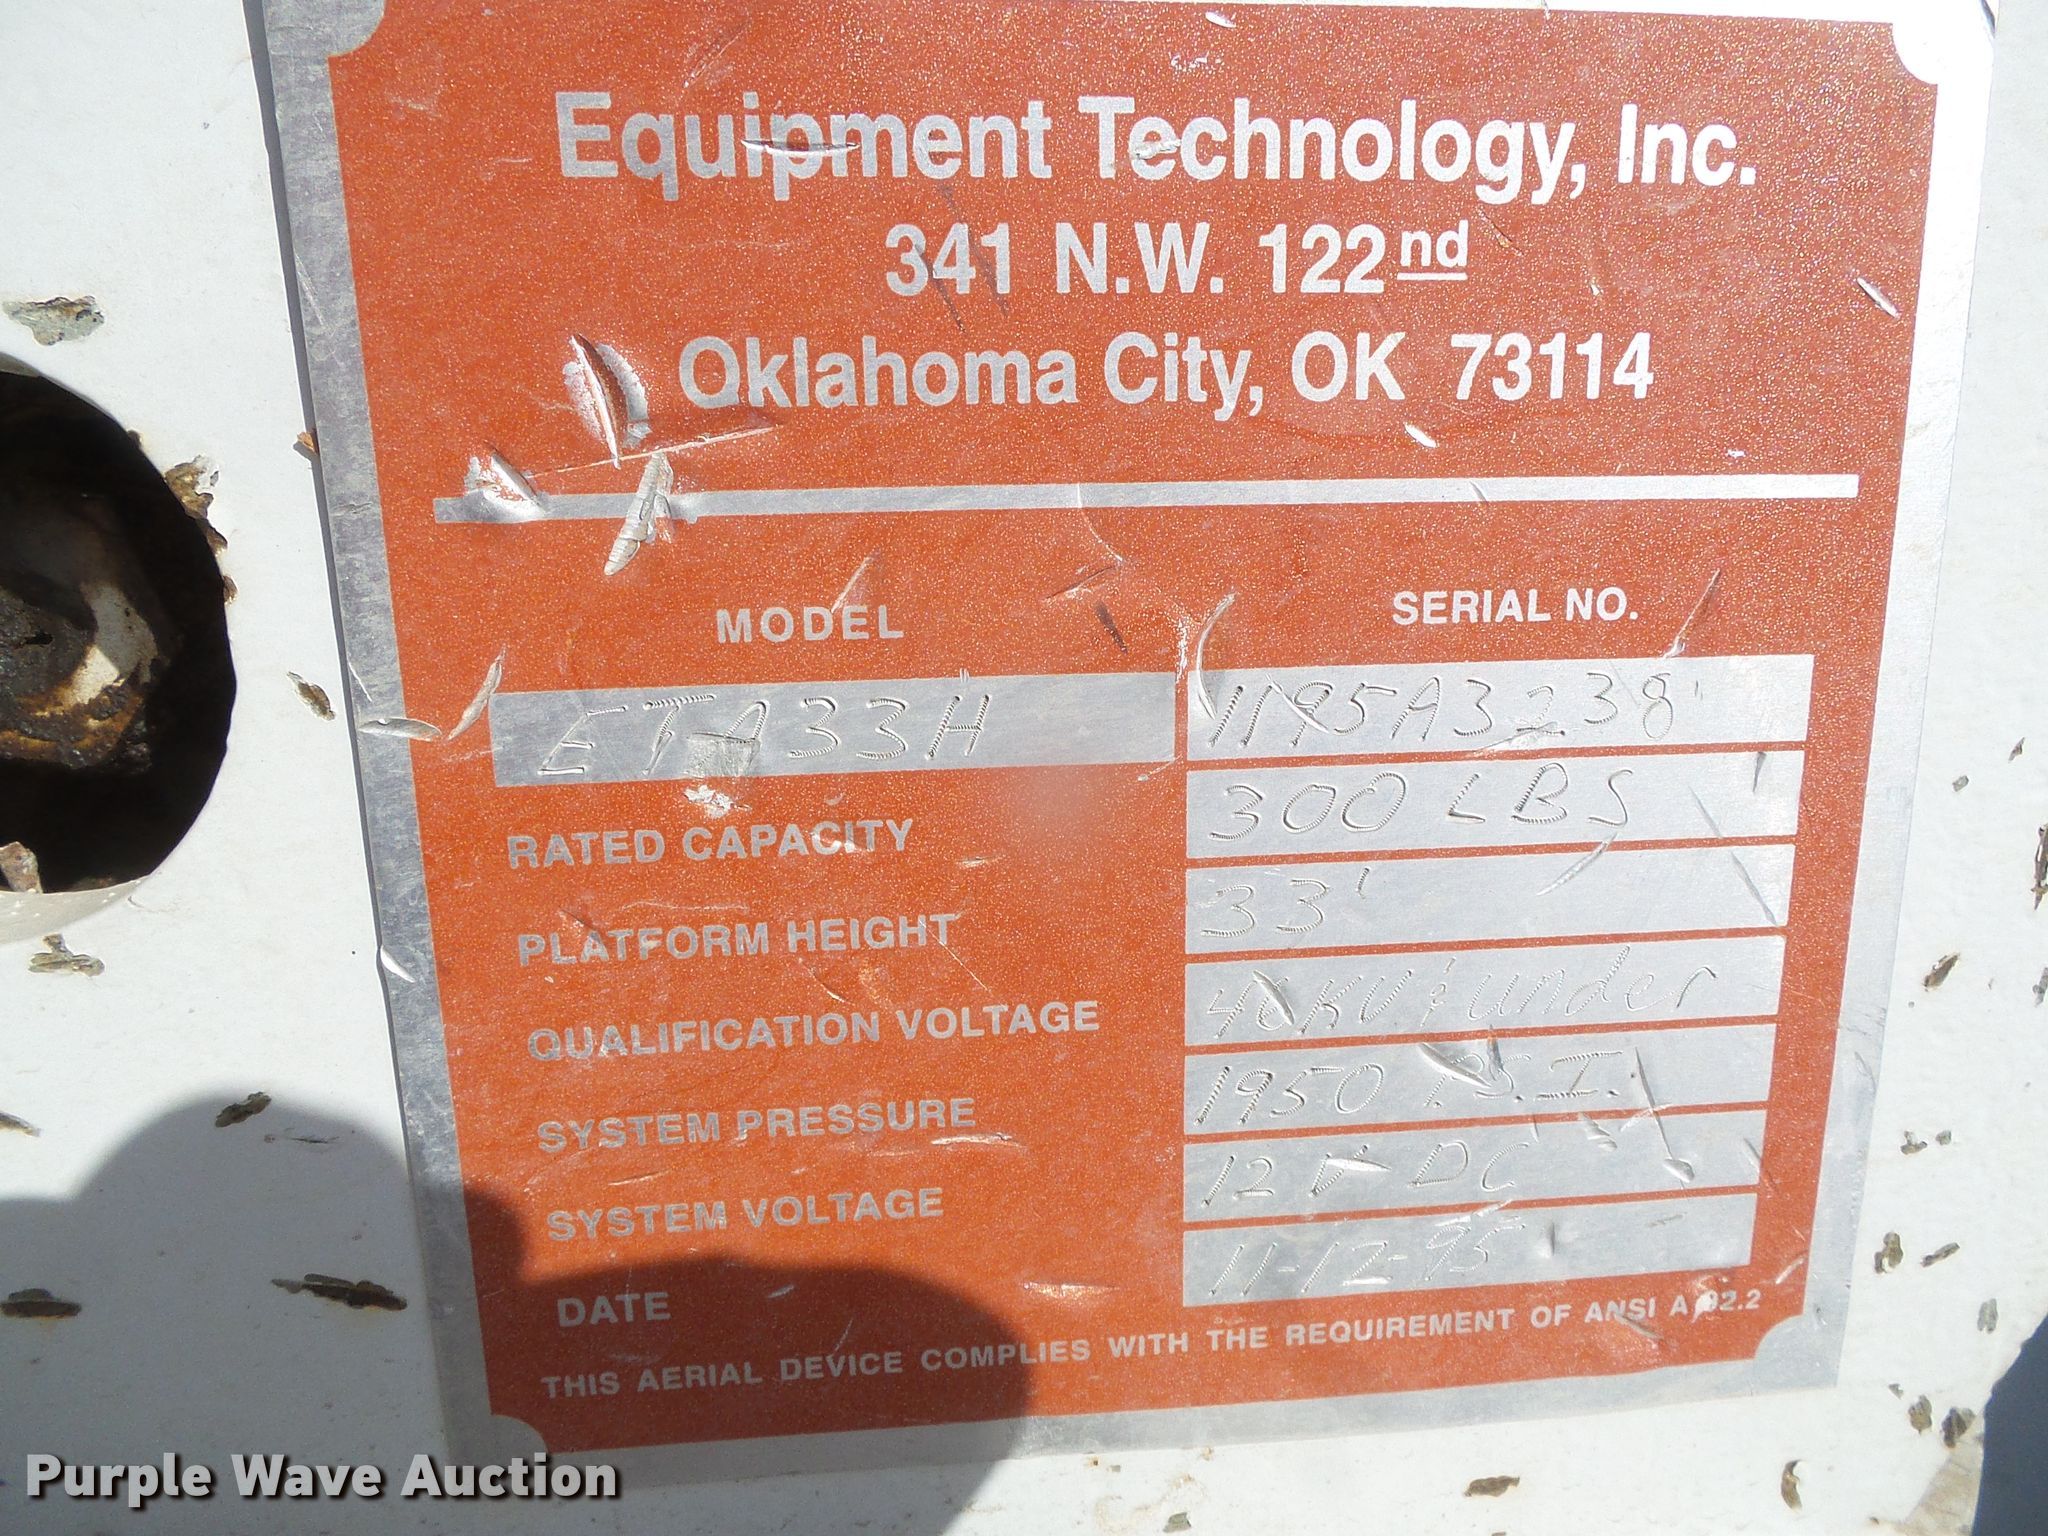 Equipment Technology, Inc.
341 N.W. 122nd
Oklahoma City, OK 73114
MODEL SERIAL NO.
ETA33H 1195A3238
RATED CAPACITY 300 LBS
PLATFORM HEIGHT 33'
QUALIFICATION VOLTAGE 46KV & under
SYSTEM PRESSURE 1950 P.S.I.
SYSTEM VOLTAGE 12 V DC
DATE 11-12-95
THIS AERIAL DEVICE COMPLIES WITH THE REQUIREMENT OF ANSI A 92.2
Purple Wave Auction